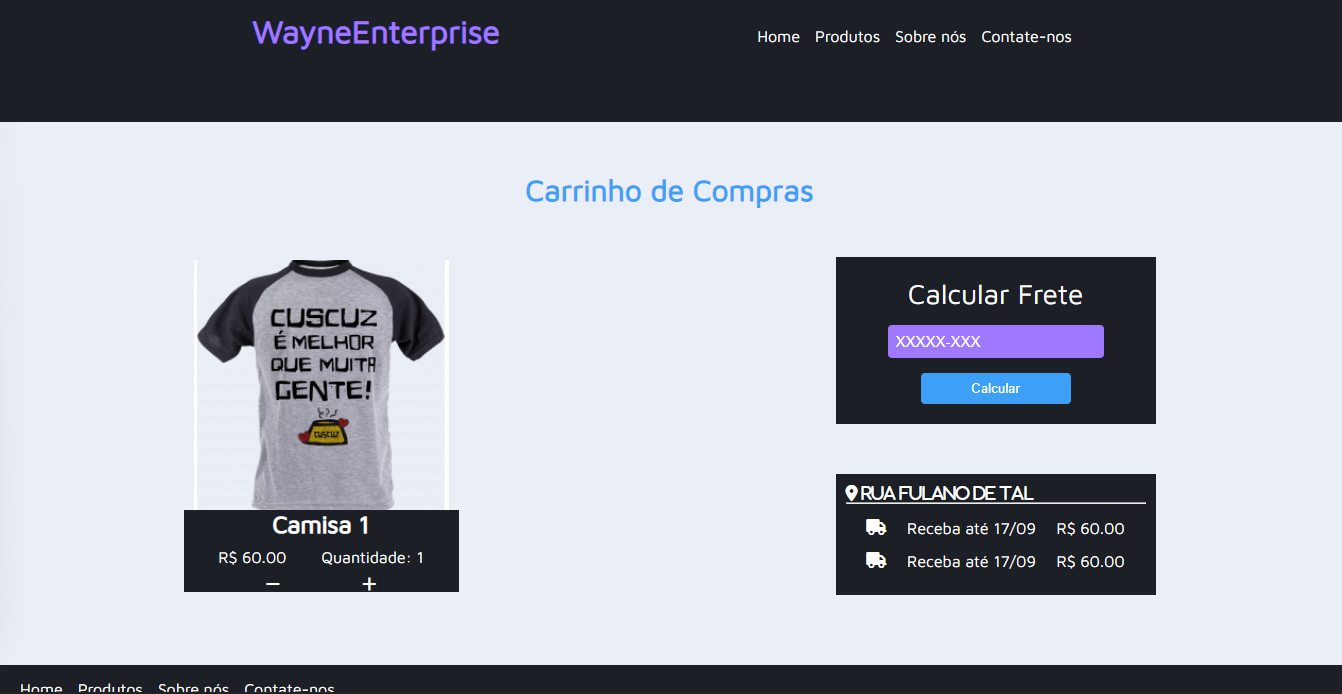 WayneEnterprise
Home Produtos Sobre nós Contate-nos
Carrinho de Compras
CUSCUZ
É MELHOR
QUE MUITA
GENTE!
CUSCUZ
Camisa 1
R$ 60.00 Quantidade: 1
− +
Calcular Frete
XXXXX-XXX
Calcular
RUA FULANO DE TAL
Receba até 17/09 R$ 60.00
Receba até 17/09 R$ 60.00
Home Produtos Sobre nós Contate-nos